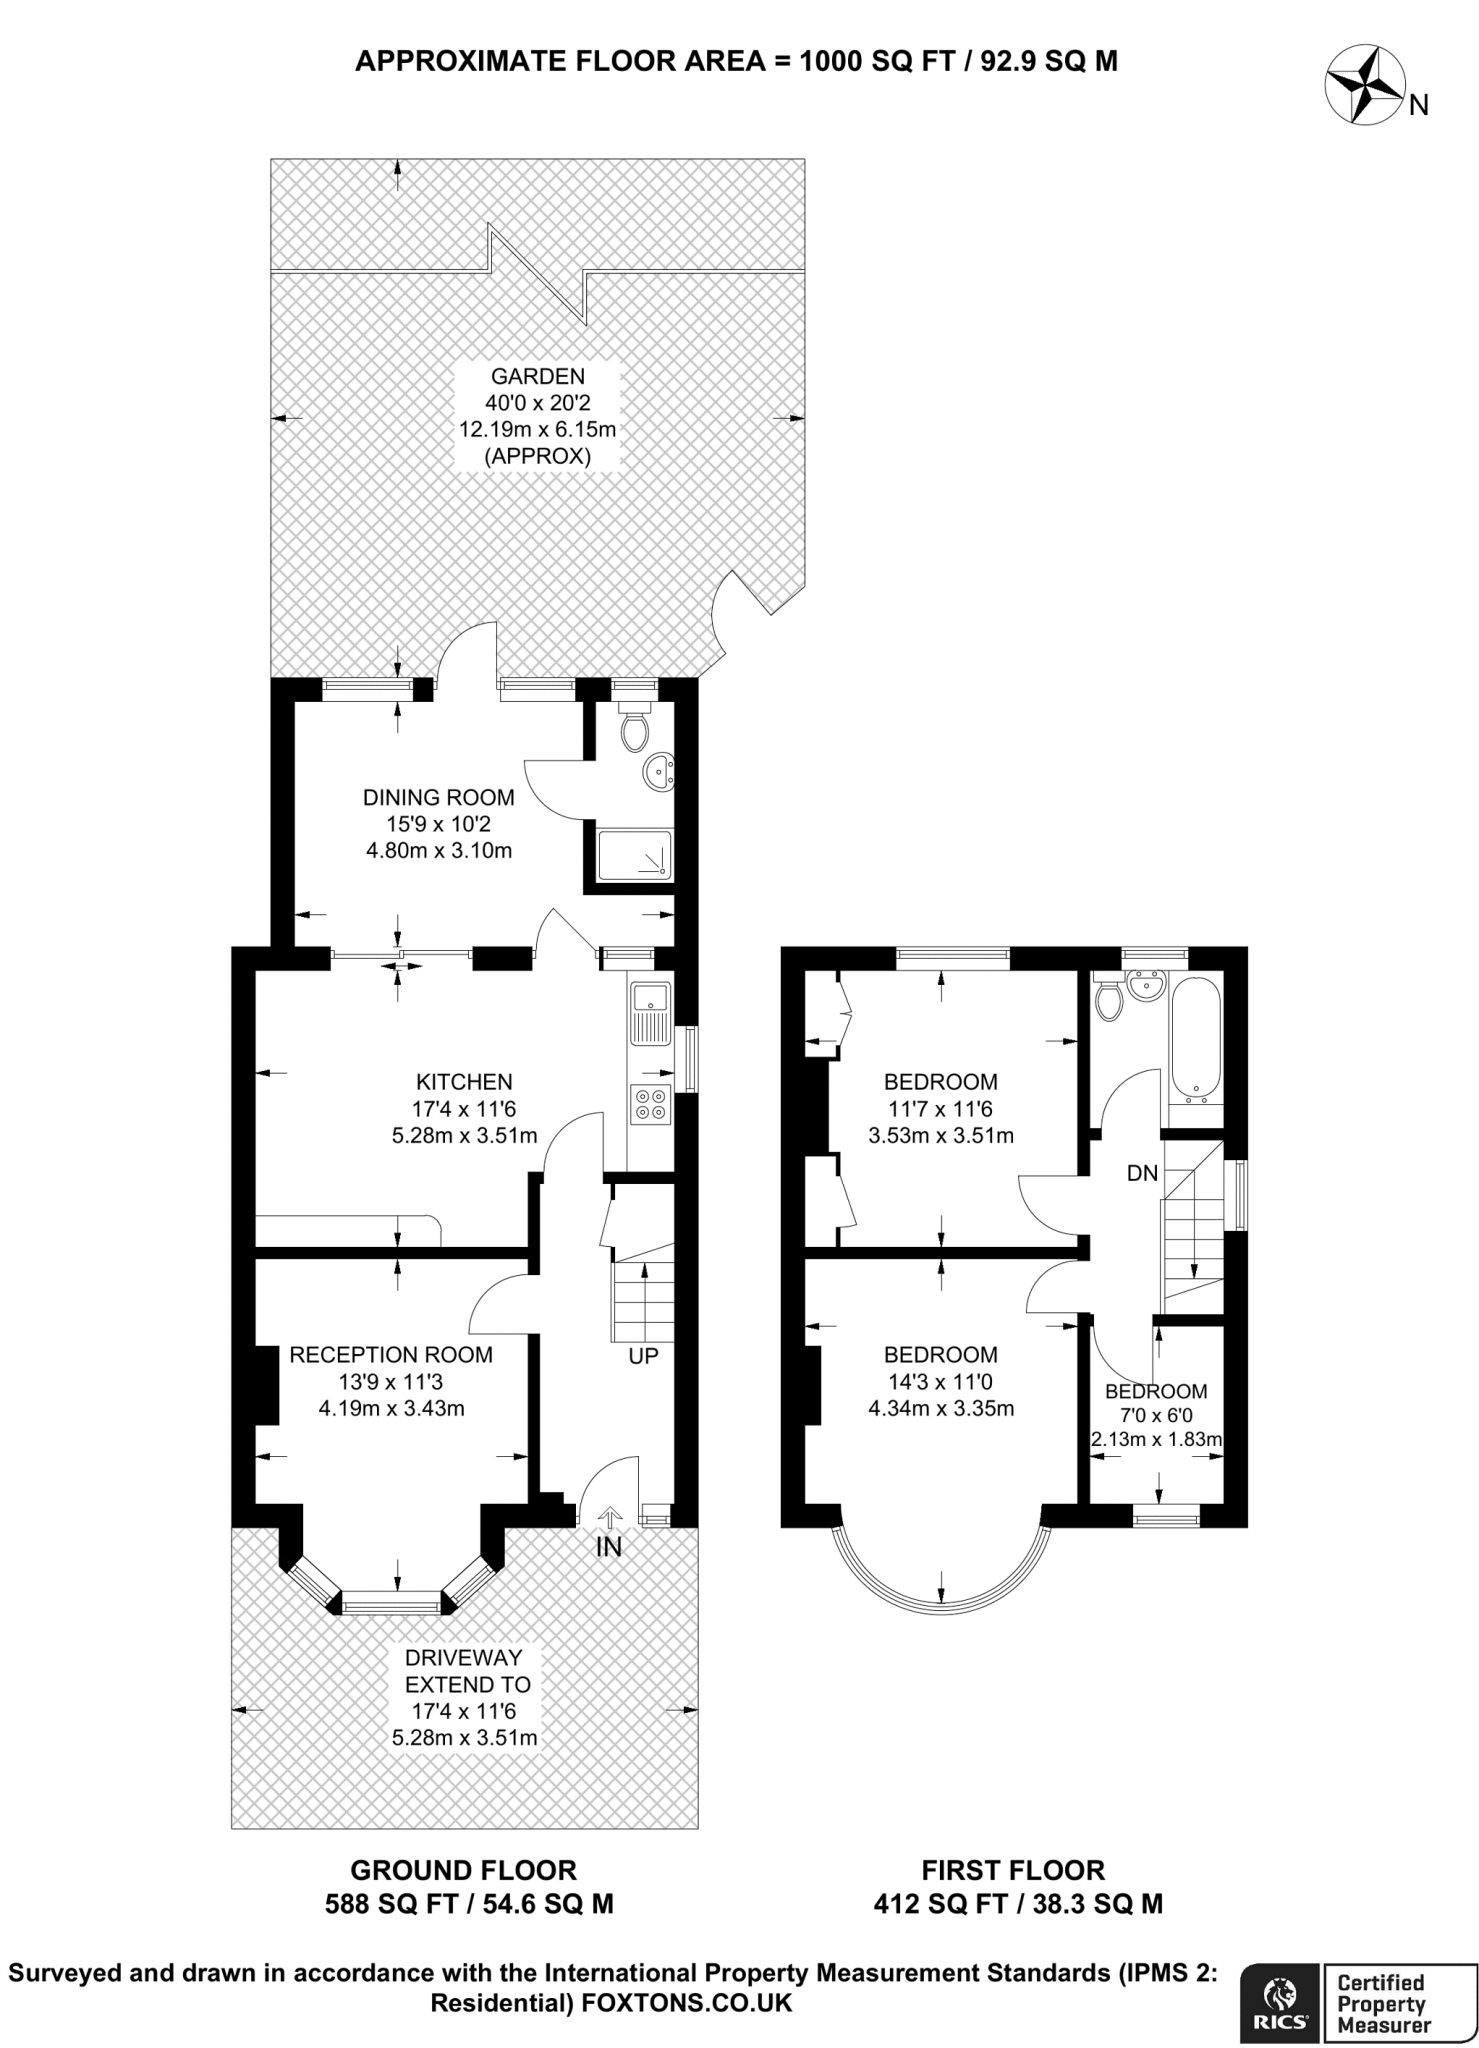 APPROXIMATE FLOOR AREA = 1000 SQ FT / 92.9 SQ M
N
GARDEN
40'0 x 20'2
12.19m x 6.15m
(APPROX)
DINING ROOM
15'9 x 10'2
4.80m x 3.10m
KITCHEN
17'4 x 11'6
5.28m x 3.51m
RECEPTION ROOM
13'9 x 11'3
4.19m x 3.43m
UP
IN
DRIVEWAY
EXTEND TO
17'4 x 11'6
5.28m x 3.51m
BEDROOM
11'7 x 11'6
3.53m x 3.51m
DN
BEDROOM
14'3 x 11'0
4.34m x 3.35m
BEDROOM
7'0 x 6'0
2.13m x 1.83m
GROUND FLOOR
588 SQ FT / 54.6 SQ M
FIRST FLOOR
412 SQ FT / 38.3 SQ M
Surveyed and drawn in accordance with the International Property Measurement Standards (IPMS 2:
Residential) FOXTONS.CO.UK
RICS
Certified
Property
Measurer